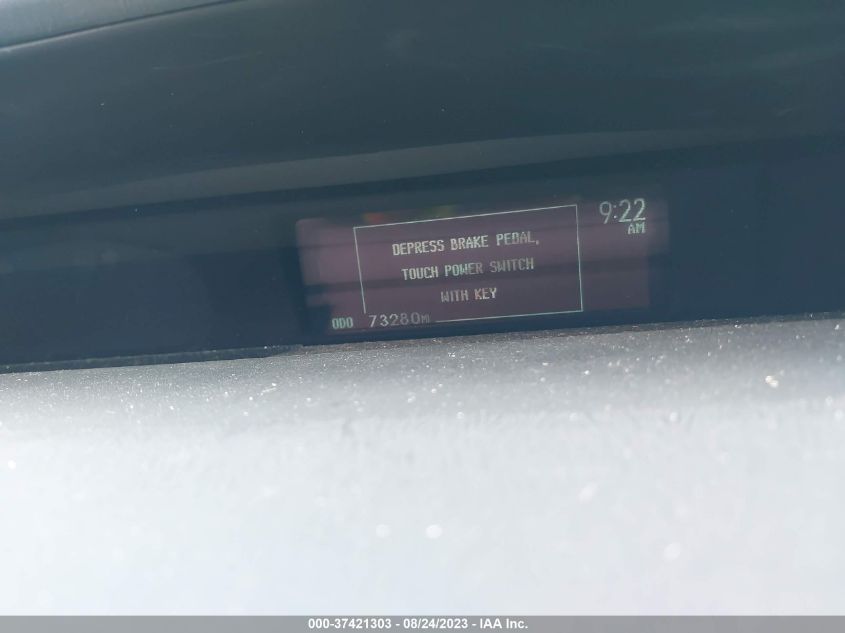 9:22
AM
DEPRESS BRAKE PEDAL,
TOUCH POWER SWITCH
WITH KEY
ODO 73280MI
000-37421303 - 08/24/2023 - IAA Inc.